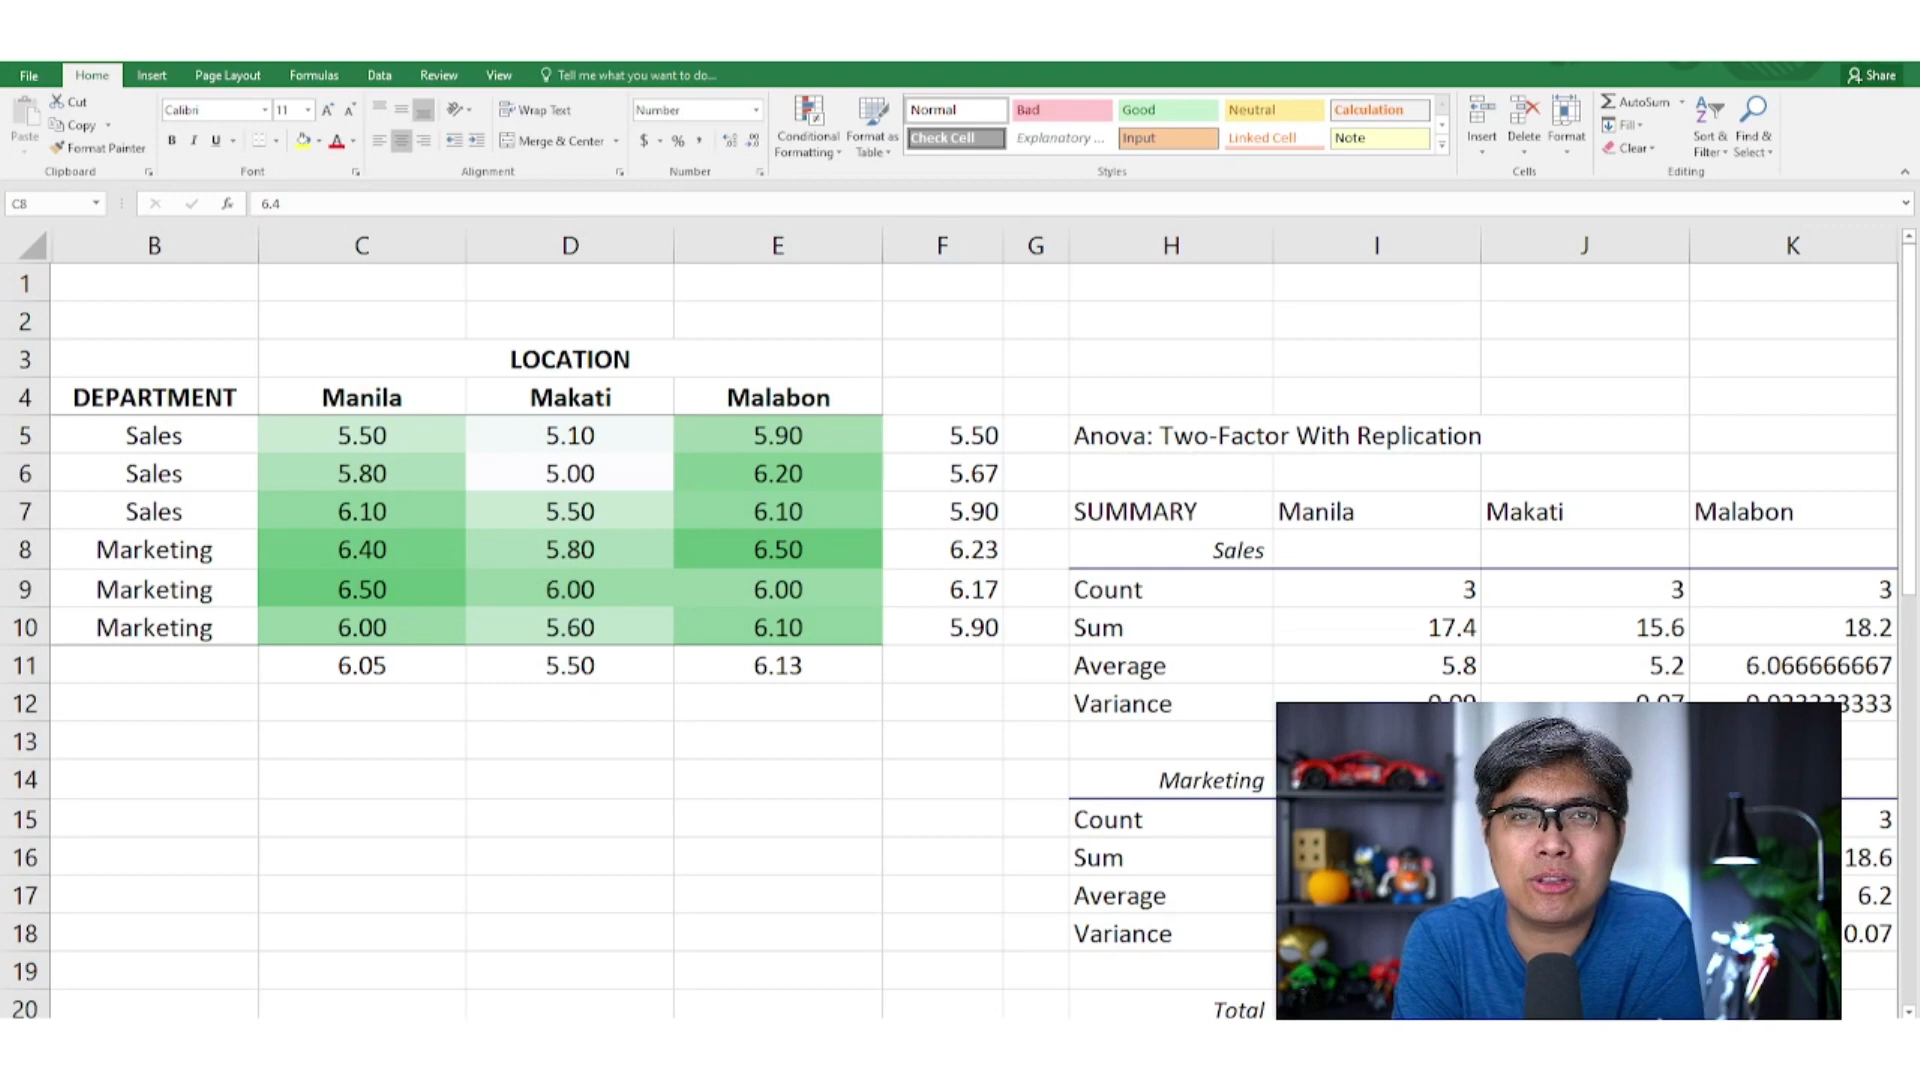 File Home Insert Page Layout Formulas Data Review View Tell me what you want to do... Share
Cut
Copy
Format Painter
Paste
Calibri 11
B I U
Wrap Text
Merge & Center
Number
$ % ,
Conditional Formatting
Format as Table
Normal Bad Good Neutral Calculation
Check Cell Explanatory ... Input Linked Cell Note
Insert Delete Format
AutoSum
Fill
Clear
Sort & Filter
Find & Select
Clipboard Font Alignment Number Styles Cells Editing
C8 fx 6.4
B C D E F G H I J K
1
2
3 LOCATION
4 DEPARTMENT Manila Makati Malabon
5 Sales 5.50 5.10 5.90 5.50 Anova: Two-Factor With Replication
6 Sales 5.80 5.00 6.20 5.67
7 Sales 6.10 5.50 6.10 5.90 SUMMARY Manila Makati Malabon
8 Marketing 6.40 5.80 6.50 6.23 Sales
9 Marketing 6.50 6.00 6.00 6.17 Count 3 3 3
10 Marketing 6.00 5.60 6.10 5.90 Sum 17.4 15.6 18.2
11 6.05 5.50 6.13 Average 5.8 5.2 6.066666667
12 Variance
13
14 Marketing
15 Count 3
16 Sum 18.6
17 Average 6.2
18 Variance 0.07
19
20 Total